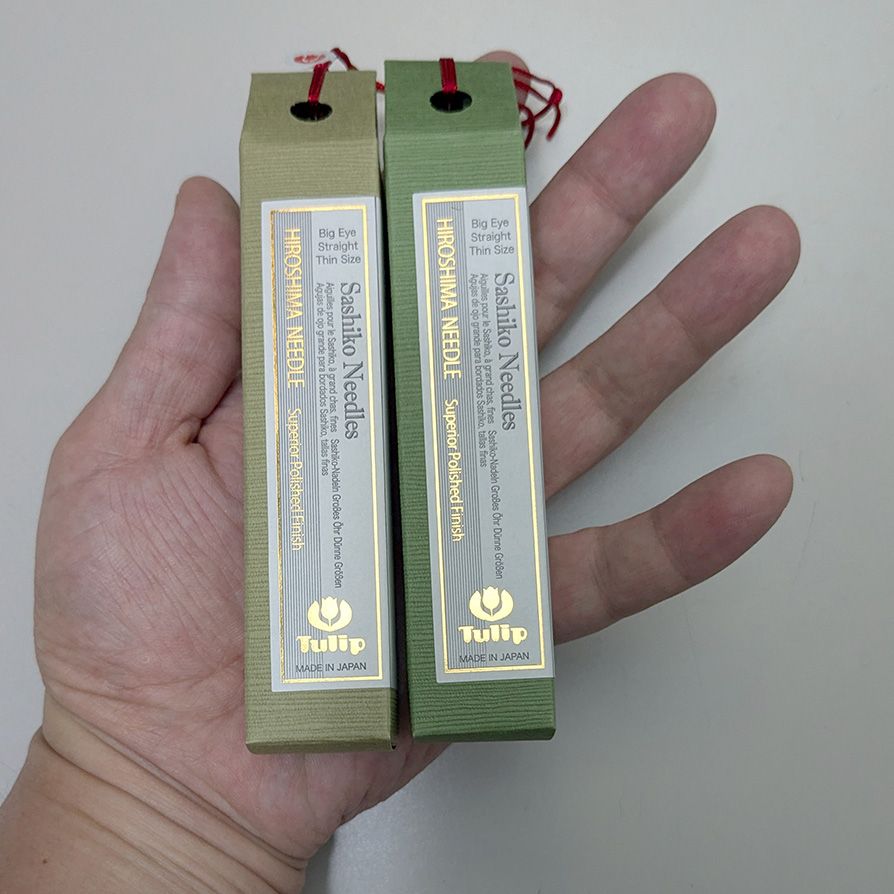 Big Eye
Straight
Thin Size
Sashiko Needles
Aiguilles pour le Sashiko, à grand chas, fines Sashiko-Nadeln Großes Öhr Dünne Größen
Agujas de ojo grande para bordados Sashiko, tallas finas
HIROSHIMA NEEDLE Superior Polished Finish
Tulip
MADE IN JAPAN
Big Eye
Straight
Thin Size
Sashiko Needles
Aiguilles pour le Sashiko, à grand chas, fines Sashiko-Nadeln Großes Öhr Dünne Größen
Agujas de ojo grande para bordados Sashiko, tallas finas
HIROSHIMA NEEDLE Superior Polished Finish
Tulip
MADE IN JAPAN